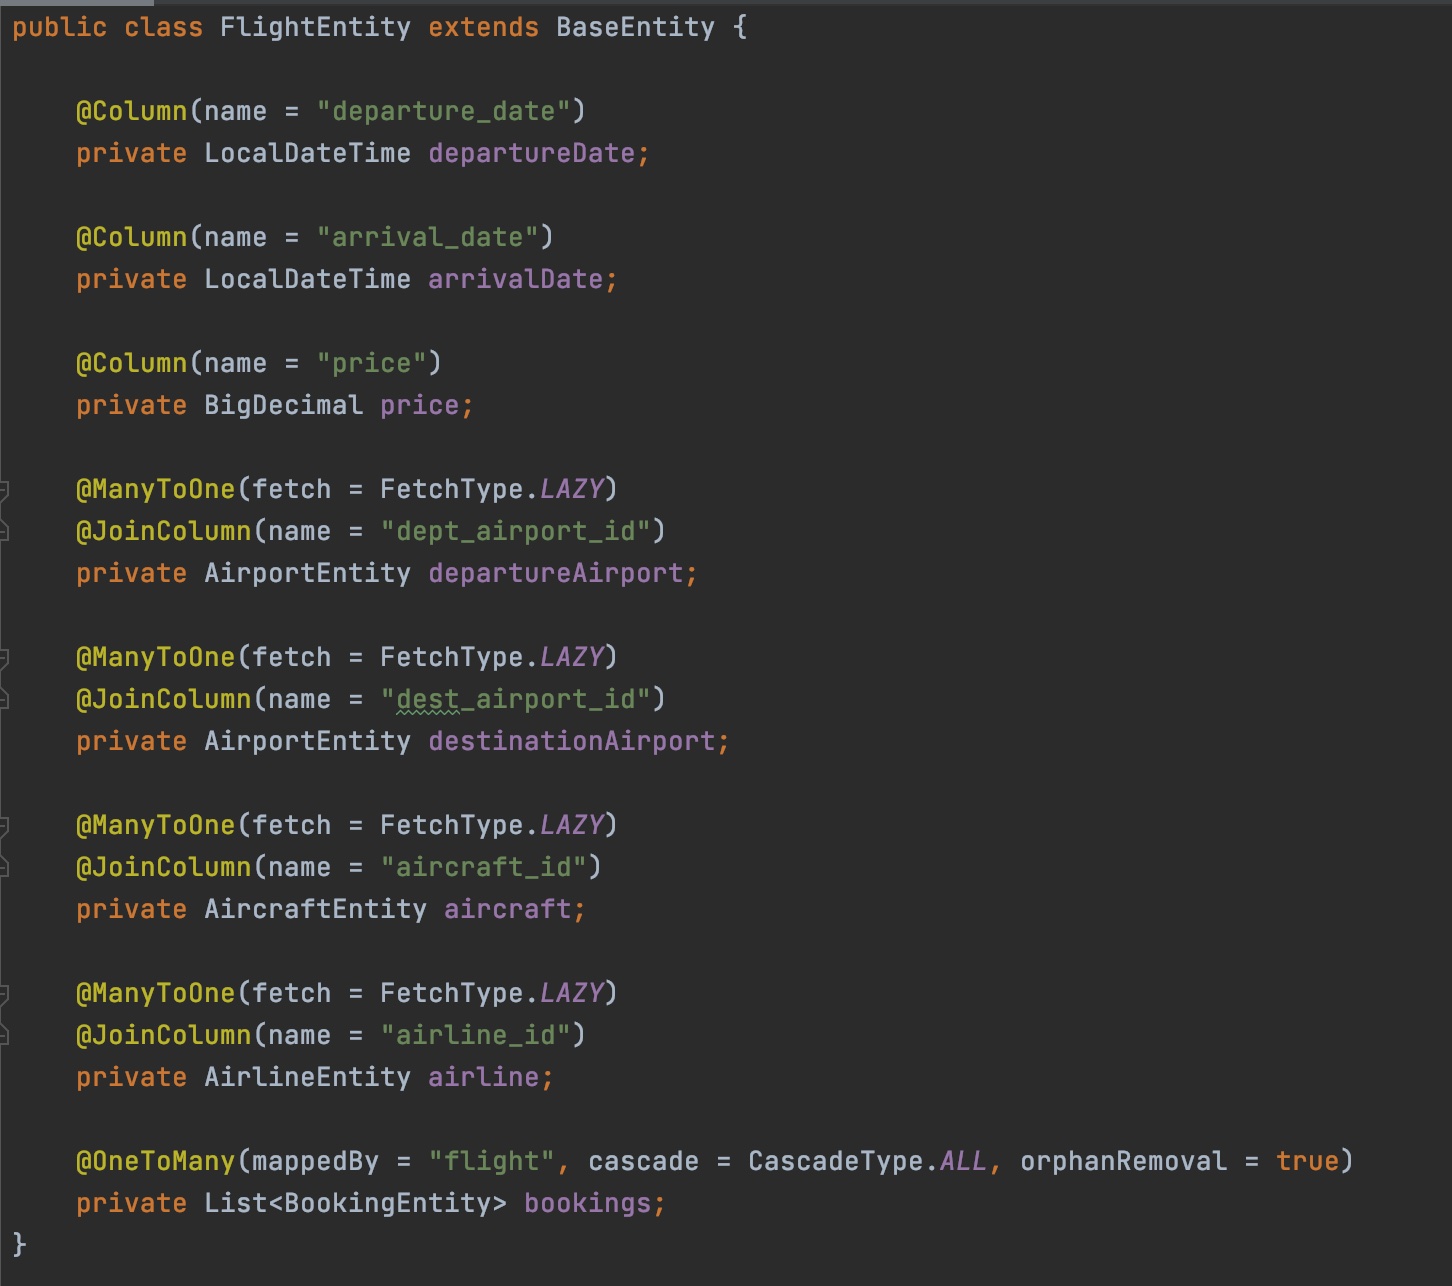 public class FlightEntity extends BaseEntity {
@Column(name = "departure_date")
private LocalDateTime departureDate;
@Column(name = "arrival_date")
private LocalDateTime arrivalDate;
@Column(name = "price")
private BigDecimal price;
@ManyToOne(fetch = FetchType.LAZY)
@JoinColumn(name = "dept_airport_id")
private AirportEntity departureAirport;
@ManyToOne(fetch = FetchType.LAZY)
@JoinColumn(name = "dest_airport_id")
private AirportEntity destinationAirport;
@ManyToOne(fetch = FetchType.LAZY)
@JoinColumn(name = "aircraft_id")
private AircraftEntity aircraft;
@ManyToOne(fetch = FetchType.LAZY)
@JoinColumn(name = "airline_id")
private AirlineEntity airline;
@OneToMany(mappedBy = "flight", cascade = CascadeType.ALL, orphanRemoval = true)
private List<BookingEntity> bookings;
}